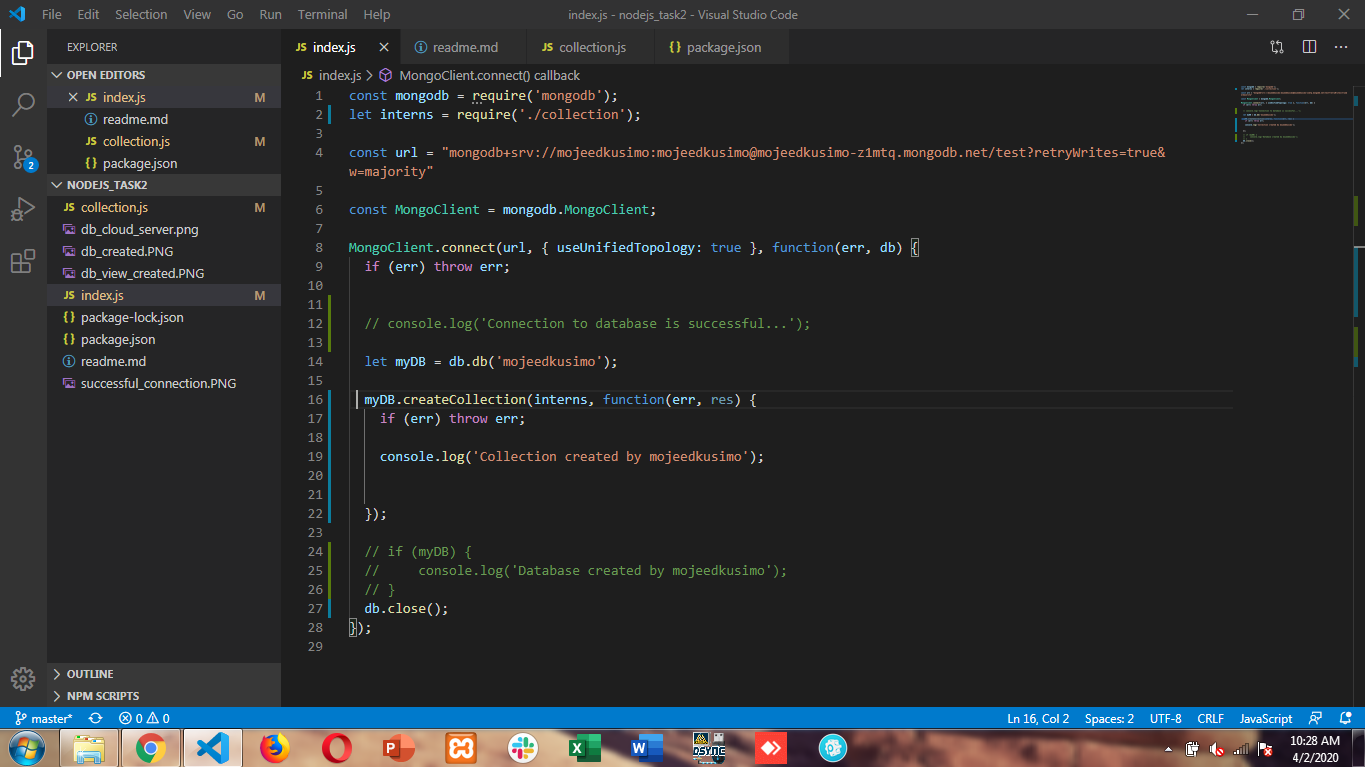 File Edit Selection View Go Run Terminal Help
index.js - nodejs_task2 - Visual Studio Code
EXPLORER
OPEN EDITORS
JS index.js M
readme.md
JS collection.js M
{} package.json
NODEJS_TASK2
JS collection.js M
db_cloud_server.png
db_created.PNG
db_view_created.PNG
JS index.js M
{} package-lock.json
{} package.json
readme.md
successful_connection.PNG
OUTLINE
NPM SCRIPTS
2
JS index.js
readme.md
JS collection.js
{} package.json
JS index.js > MongoClient.connect() callback
1 const mongodb = require('mongodb');
2 let interns = require('./collection');
3
4 const url = "mongodb+srv://mojeedkusimo:mojeedkusimo@mojeedkusimo-z1mtq.mongodb.net/test?retryWrites=true&
w=majority"
5
6 const MongoClient = mongodb.MongoClient;
7
8 MongoClient.connect(url, { useUnifiedTopology: true }, function(err, db) {
9 if (err) throw err;
10
11
12 // console.log('Connection to database is successful...');
13
14 let myDB = db.db('mojeedkusimo');
15
16 myDB.createCollection(interns, function(err, res) {
17 if (err) throw err;
18
19 console.log('Collection created by mojeedkusimo');
20
21
22 });
23
24 // if (myDB) {
25 //     console.log('Database created by mojeedkusimo');
26 // }
27 db.close();
28 });
29
master* 0 0
Ln 16, Col 2 Spaces: 2 UTF-8 CRLF JavaScript
10:28 AM
4/2/2020